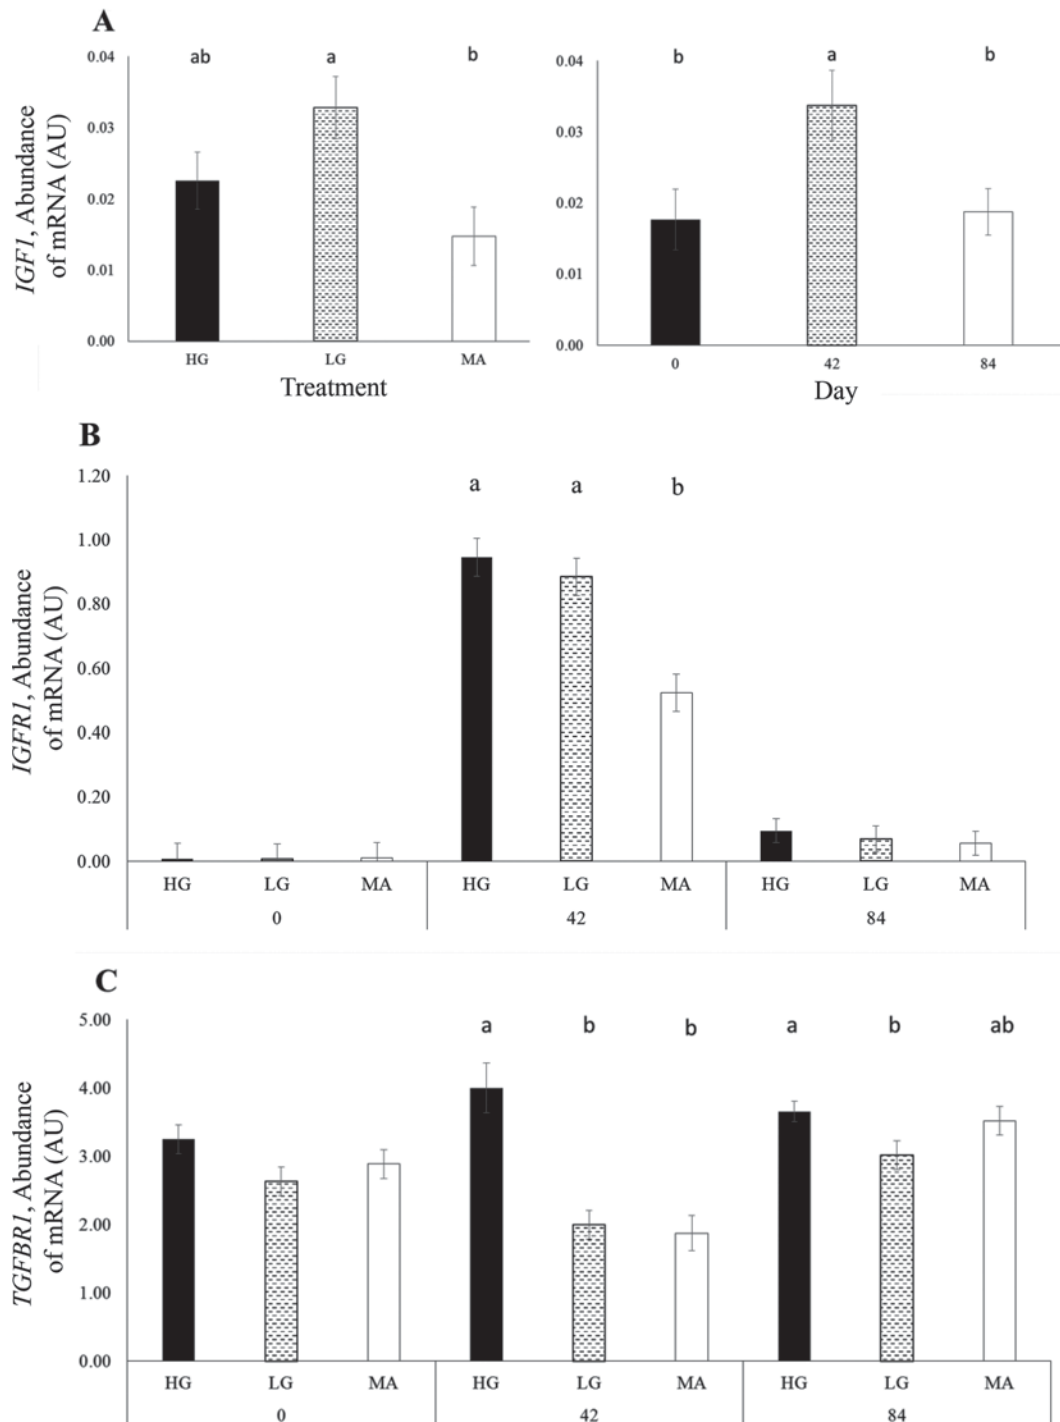 A
IGF1, Abundance
of mRNA (AU)
0.04
0.03
0.02
0.01
0.00
ab
a
b
HG
LG
MA
Treatment
0.04
0.03
0.02
0.01
0.00
b
a
b
0
42
84
Day
B
IGFR1, Abundance
of mRNA (AU)
1.20
1.00
0.80
0.60
0.40
0.20
0.00
a
a
b
HG LG MA HG LG MA HG LG MA
0 42 84
C
TGFBR1, Abundance
of mRNA (AU)
5.00
4.00
3.00
2.00
1.00
0.00
a b b a b ab
HG LG MA HG LG MA HG LG MA
0 42 84